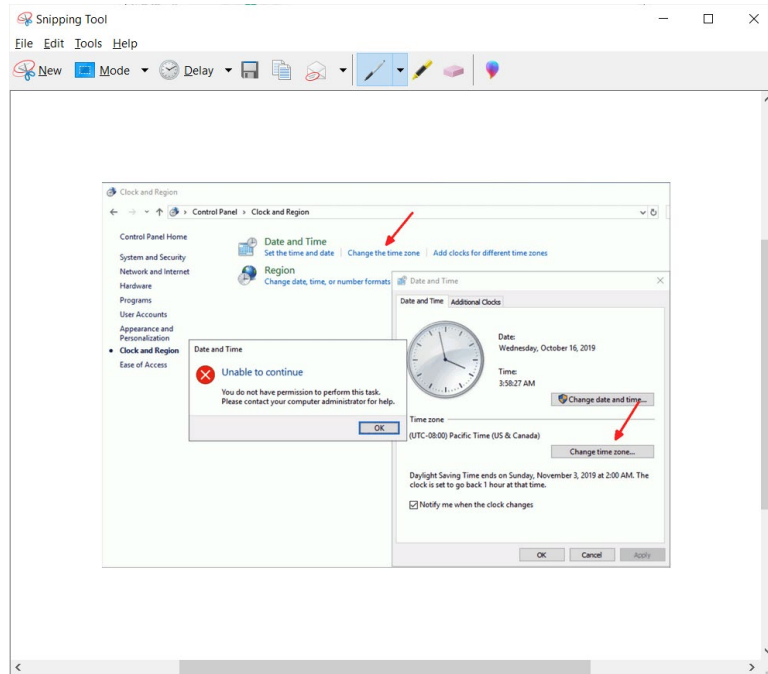 Snipping Tool
File Edit Tools Help
New Mode Delay
Clock and Region
Control Panel › Clock and Region
Control Panel Home
System and Security
Network and Internet
Hardware
Programs
User Accounts
Appearance and
Personalization
Clock and Region
Ease of Access
Date and Time
Set the time and date Change the time zone Add clocks for different time zones
Region
Change date, time, or number formats
Date and Time
Unable to continue
You do not have permission to perform this task.
Please contact your computer administrator for help.
OK
Date and Time
Date and Time Additional Clocks
Date:
Wednesday, October 16, 2019
Time:
3:58:27 AM
Change date and time...
Time zone
(UTC-08:00) Pacific Time (US & Canada)
Change time zone...
Daylight Saving Time ends on Sunday, November 3, 2019 at 2:00 AM. The
clock is set to go back 1 hour at that time.
Notify me when the clock changes
OK Cancel Apply